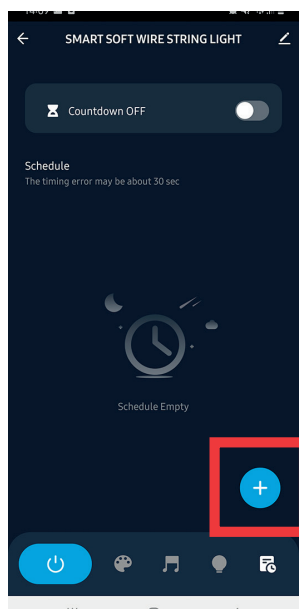 SMART SOFT WIRE STRING LIGHT
Countdown OFF
Schedule
The timing error may be about 30 sec
Schedule Empty